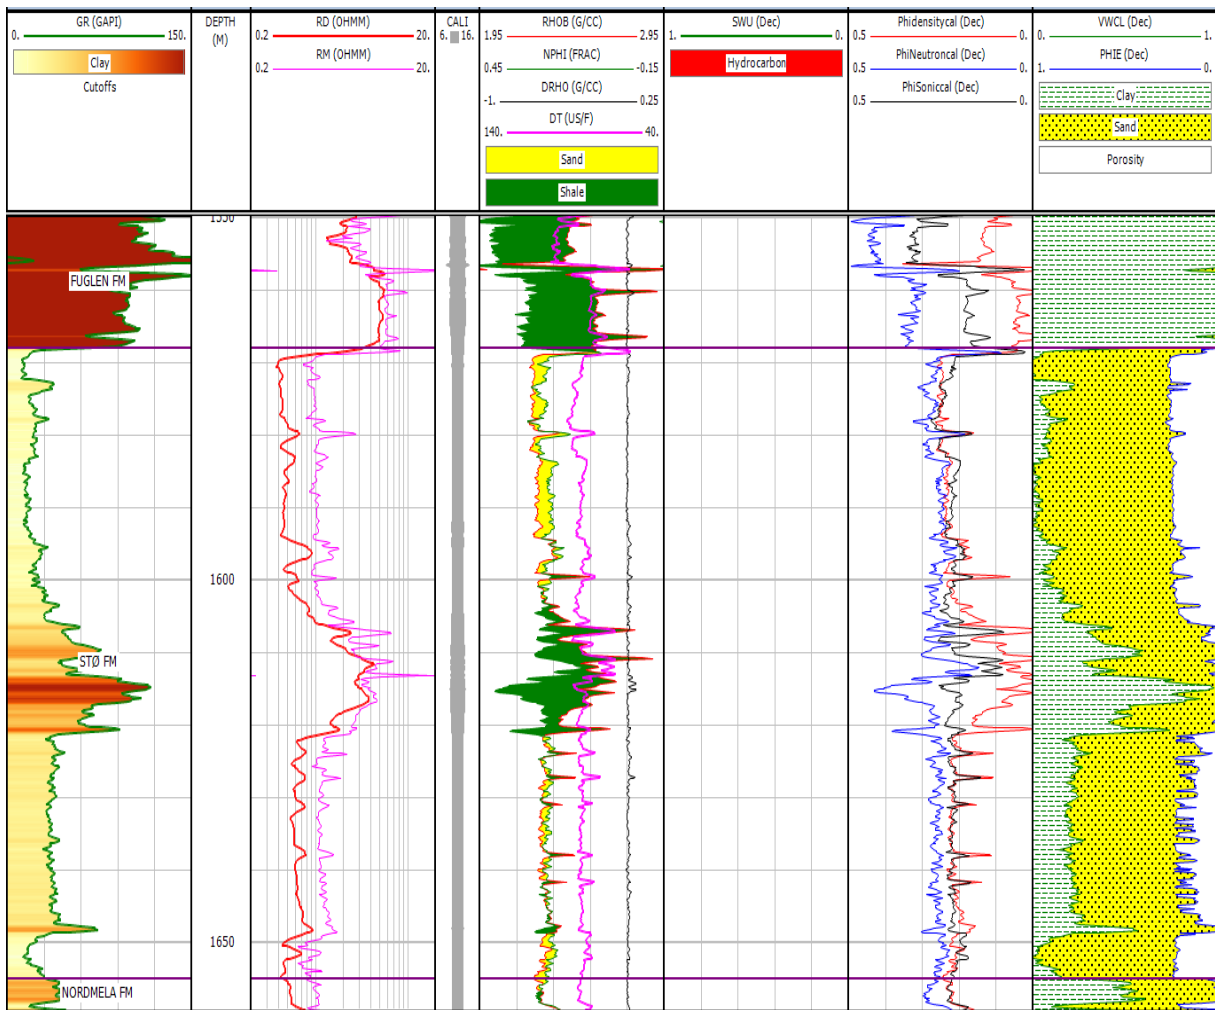 GR (GAPI)
0. 150.
Clay
Cutoffs
DEPTH
(M)
RD (OHMM)
0.2 20.
RM (OHMM)
0.2 20.
CALI
6. 16.
RHOB (G/CC)
1.95 2.95
NPHI (FRAC)
0.45 -0.15
DRHO (G/CC)
-1. 0.25
DT (US/F)
140. 40.
Sand
Shale
SWU (Dec)
1. 0.
Hydrocarbon
Phidensitycal (Dec)
0.5 0.
PhiNeutroncal (Dec)
0.5 0.
PhiSoniccal (Dec)
0.5 0.
VWCL (Dec)
0. 1.
PHIE (Dec)
1. 0.
Clay
Sand
Porosity
1550
FUGLEN FM
1600
STØ FM
1650
NORDMELA FM